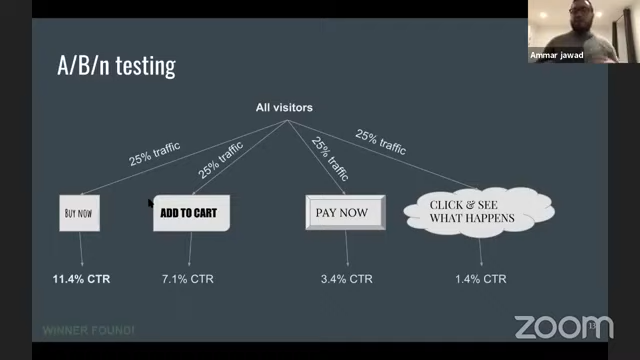 Ammar jawad
A/B/n testing
All visitors
25% traffic
25% traffic
25% traffic
25% traffic
BUY NOW
ADD TO CART
PAY NOW
CLICK & SEE
WHAT HAPPENS
11.4% CTR
7.1% CTR
3.4% CTR
1.4% CTR
WINNER FOUND!
13
zoom